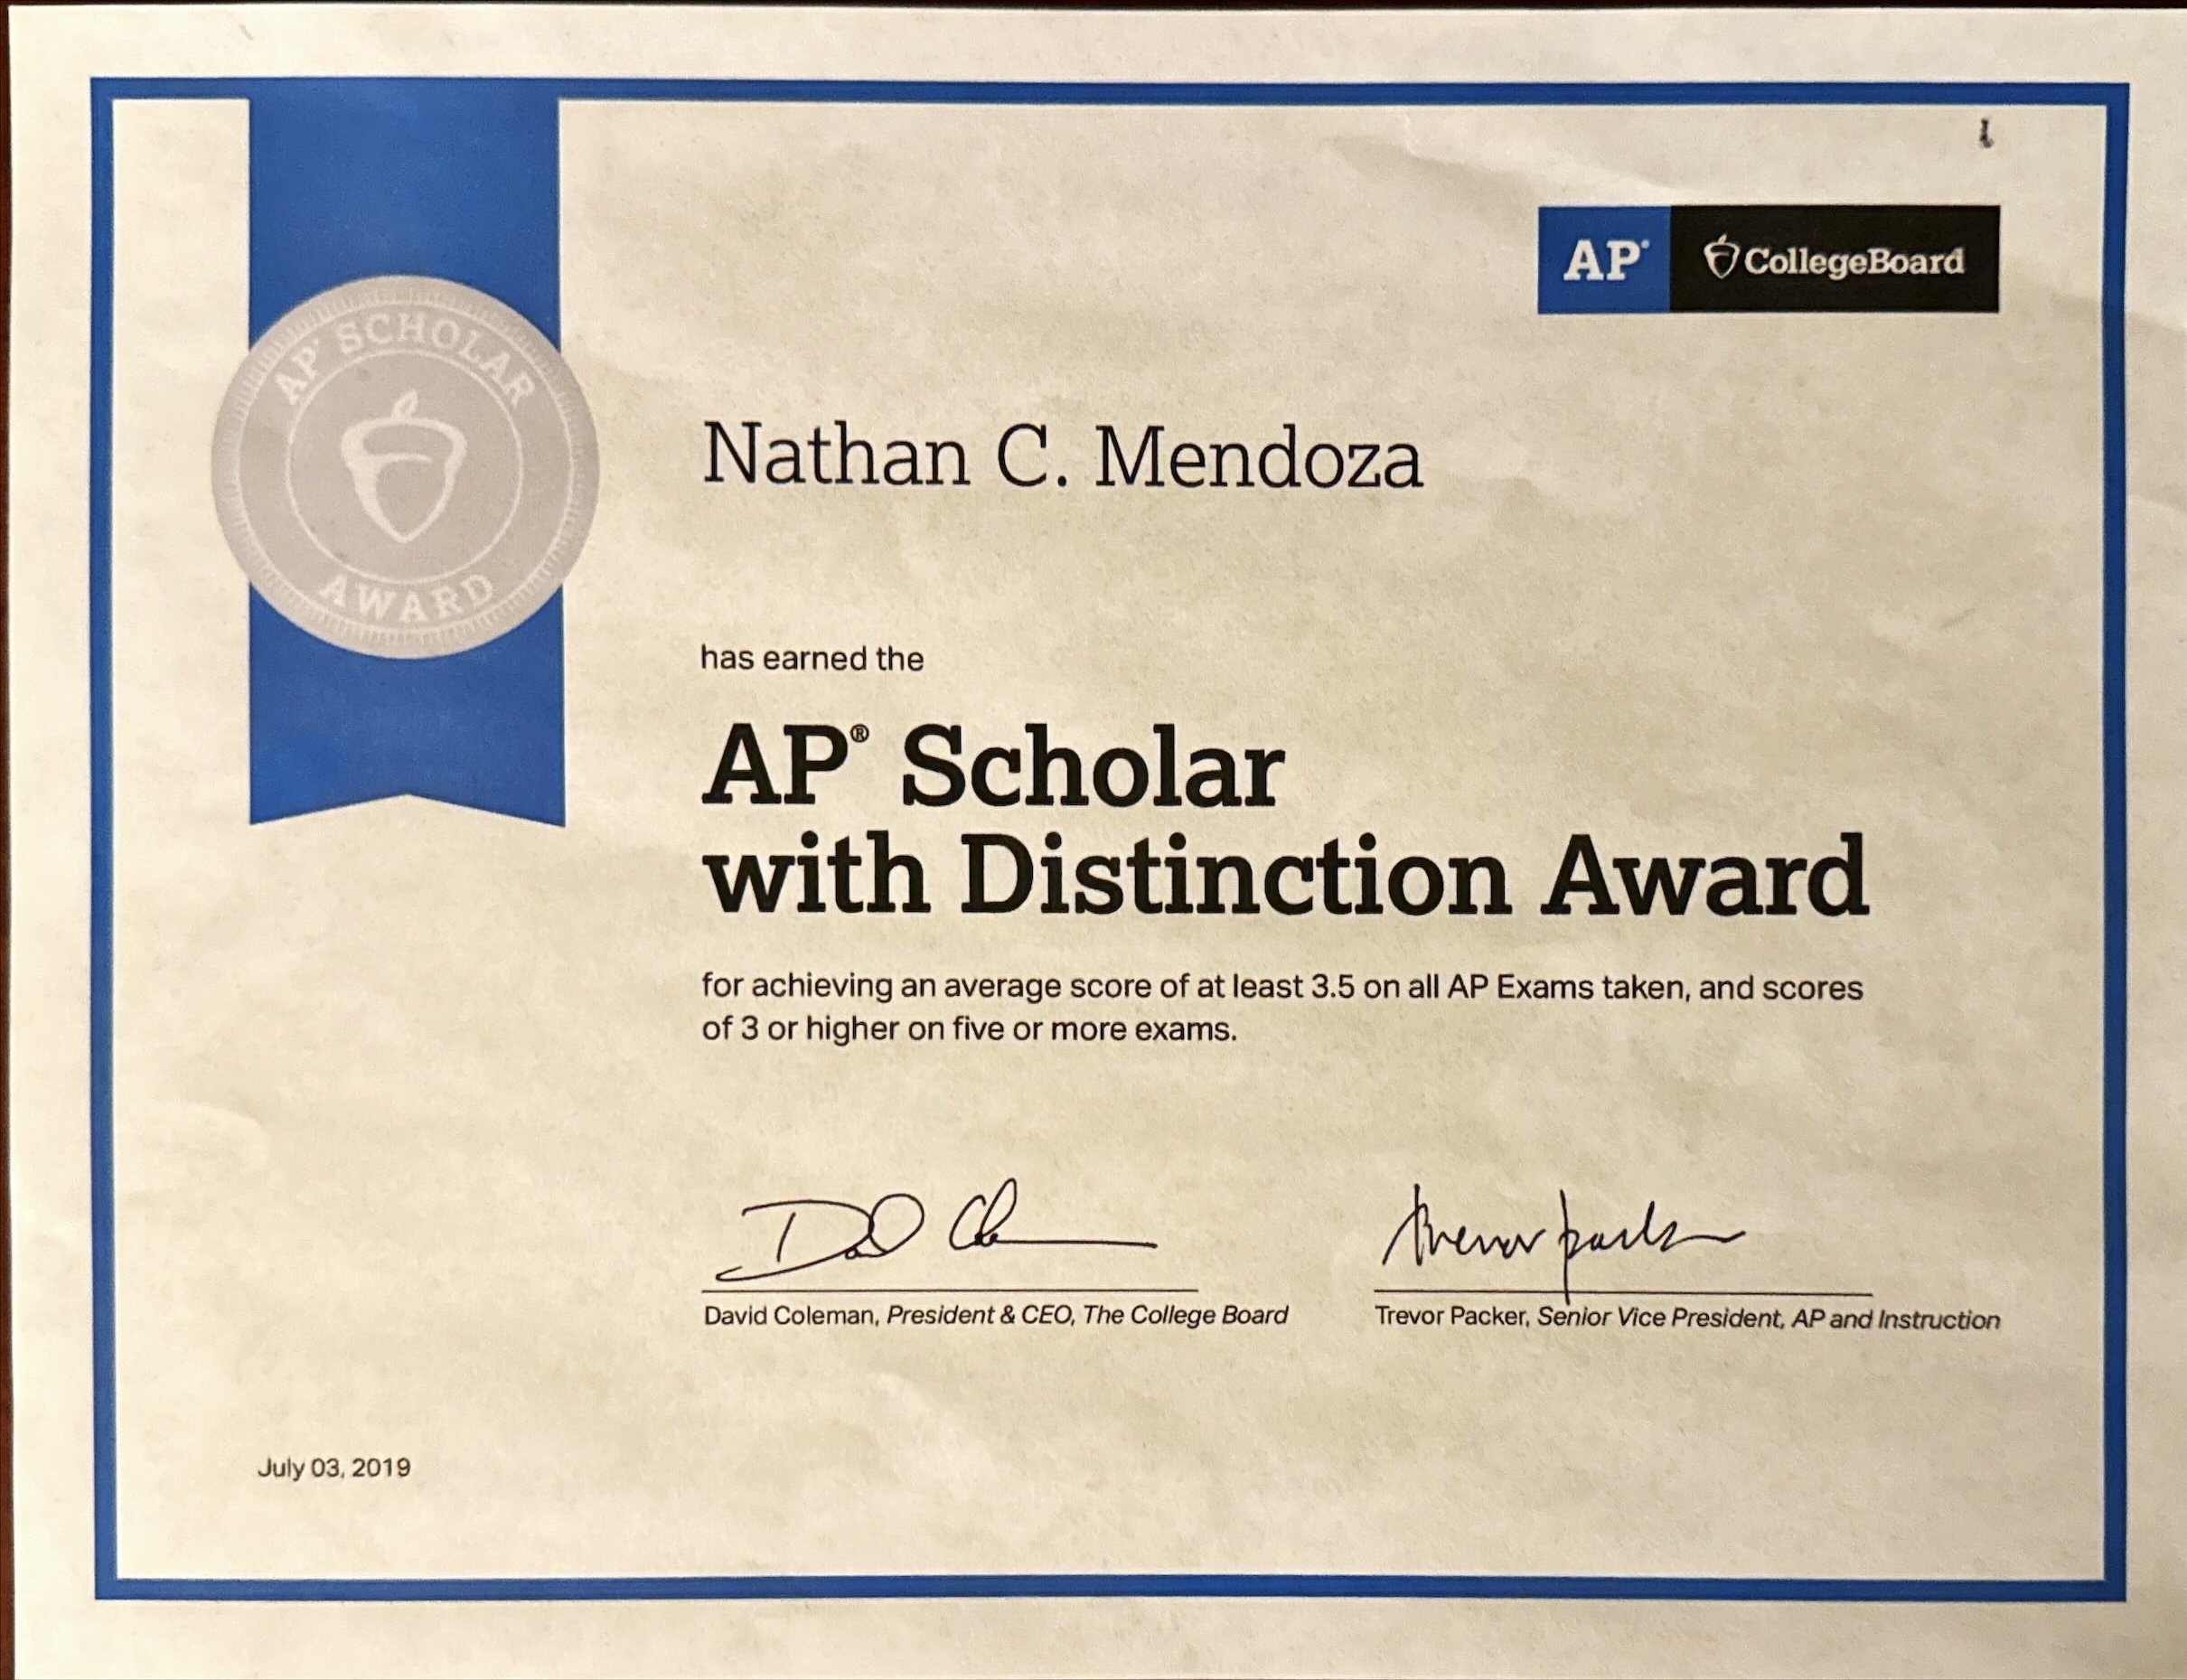 AP® CollegeBoard
AP® SCHOLAR
AWARD
Nathan C. Mendoza
has earned the
AP® Scholar
with Distinction Award
for achieving an average score of at least 3.5 on all AP Exams taken, and scores
of 3 or higher on five or more exams.
David Coleman, President & CEO, The College Board
Trevor Packer, Senior Vice President, AP and Instruction
July 03, 2019